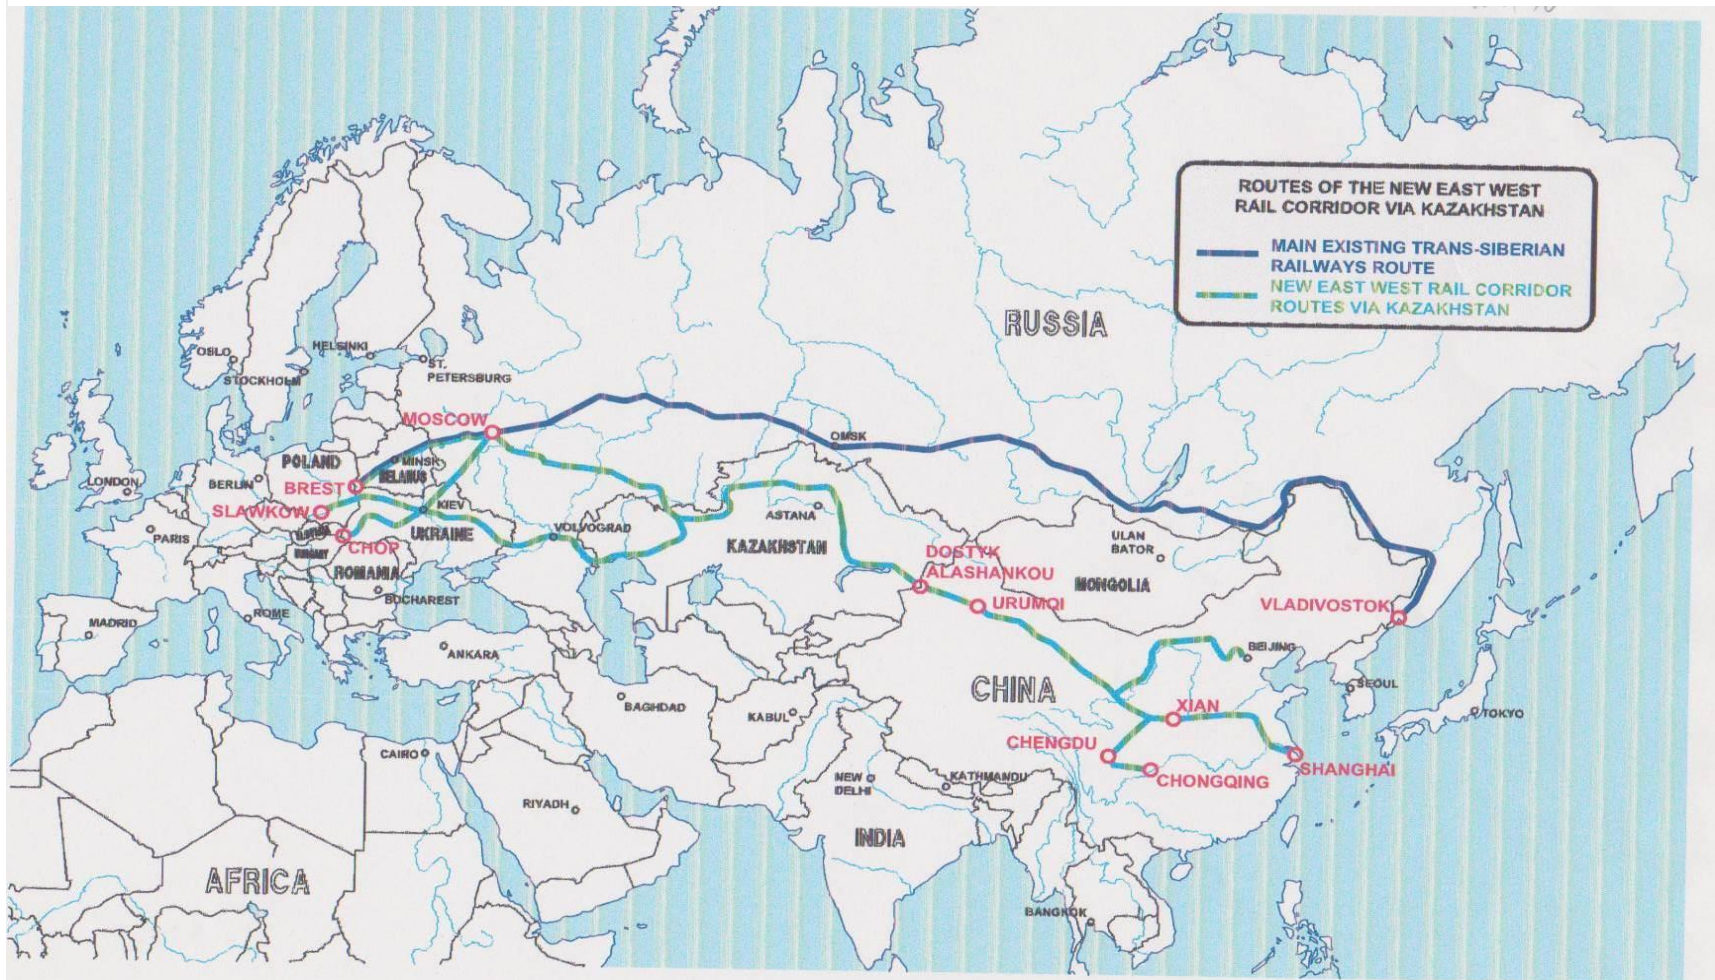 ROUTES OF THE NEW EAST WEST
RAIL CORRIDOR VIA KAZAKHSTAN
MAIN EXISTING TRANS-SIBERIAN
RAILWAYS ROUTE
NEW EAST WEST RAIL CORRIDOR
ROUTES VIA KAZAKHSTAN
RUSSIA
OSLO
HELSINKI
STOCKHOLM
ST.
PETERSBURG
MOSCOW
OMSK
POLAND
MINSK
BELARUS
LONDON
BERLIN
BREST
SLAWKOW
KIEV
UKRAINE
VOLVOGRAD
ASTANA
KAZAKHSTAN
PARIS
CHOP
HUNGARY
ROMANIA
BUCHAREST
ULAN
BATOR
DOSTYK
ALASHANKOU
MONGOLIA
URUMQI
VLADIVOSTOK
MADRID
ROME
ANKARA
BEIJING
SEOUL
TOKYO
CHINA
BAGHDAD
KABUL
XIAN
CAIRO
CHENGDU
SHANGHAI
CHONGQING
NEW
DELHI
KATHMANDU
RIYADH
INDIA
AFRICA
BANGKOK